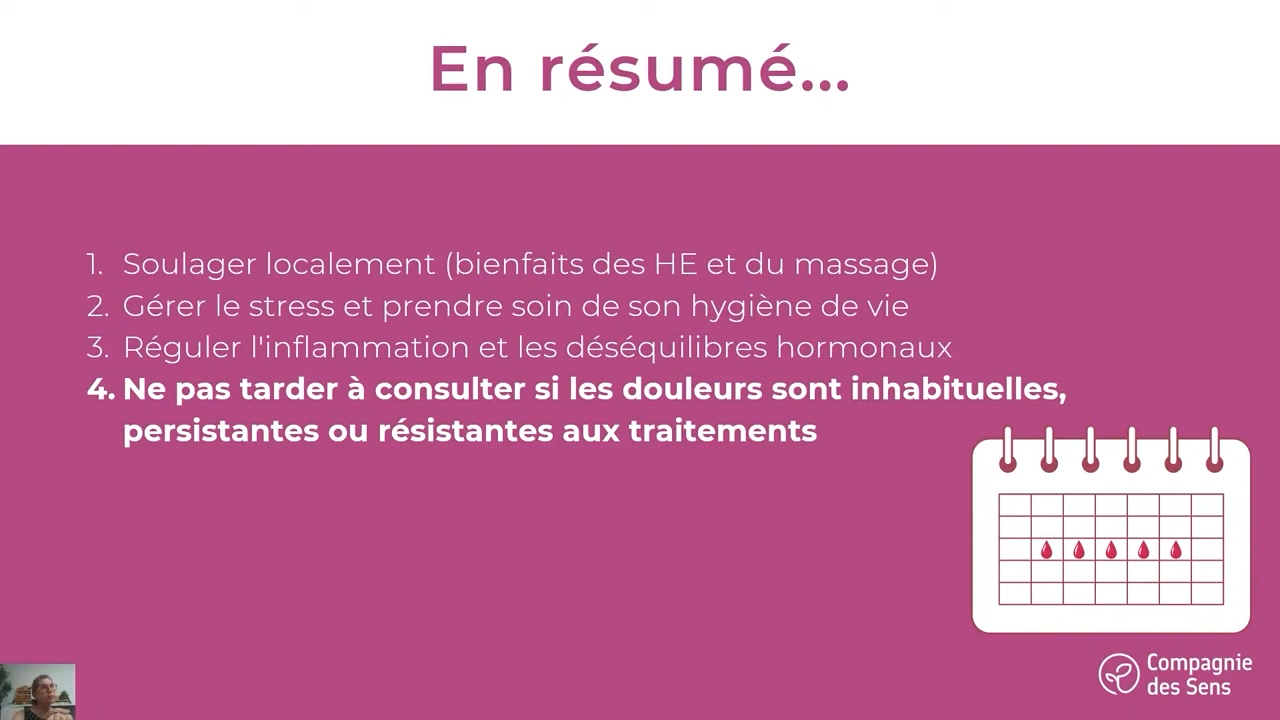 En résumé...
1. Soulager localement (bienfaits des HE et du massage)
2. Gérer le stress et prendre soin de son hygiène de vie
3. Réguler l'inflammation et les déséquilibres hormonaux
4. Ne pas tarder à consulter si les douleurs sont inhabituelles,
persistantes ou résistantes aux traitements
Compagnie
des Sens